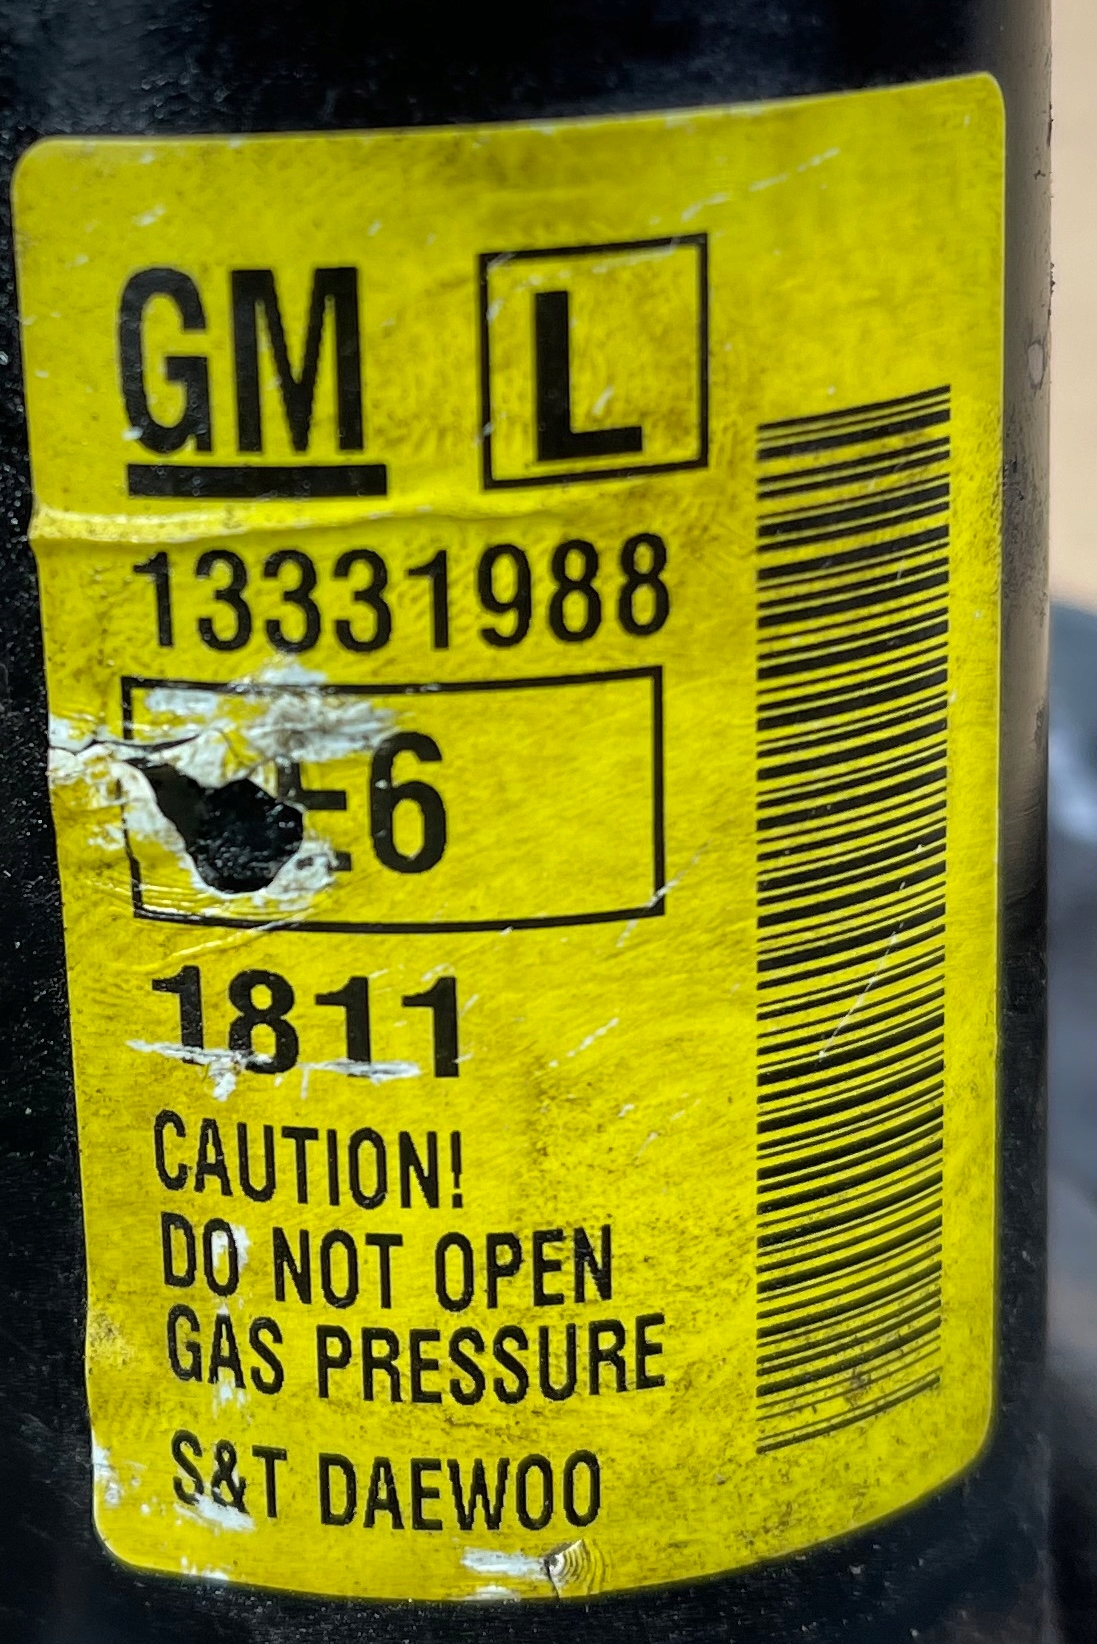 GM L
13331988
1811
CAUTION!
DO NOT OPEN
GAS PRESSURE
S&T DAEWOO